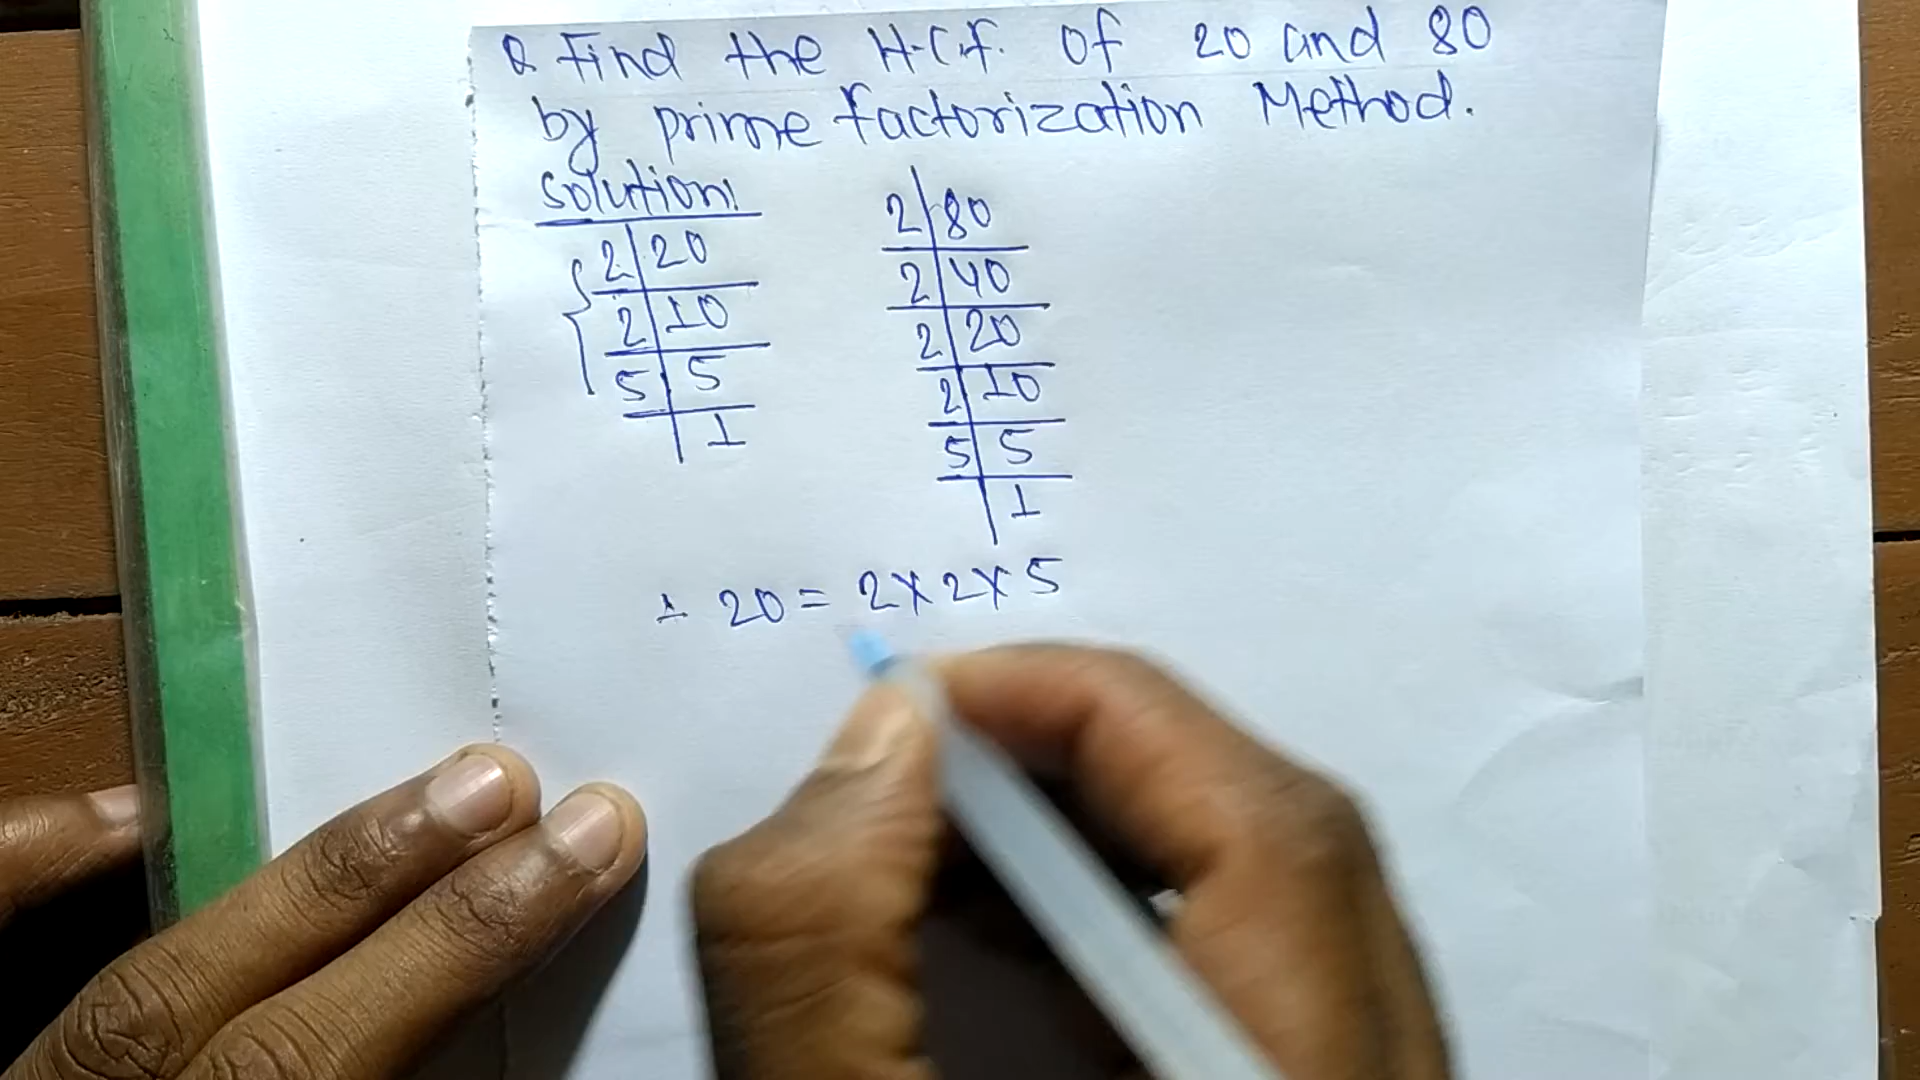 Q Find the H.C.F. Of 20 and 80
by prime factorization Method.
solution:
2 20
2 10
5 5
1
2 80
2 40
2 20
2 10
5 5
1
∴ 20 = 2 × 2 × 5